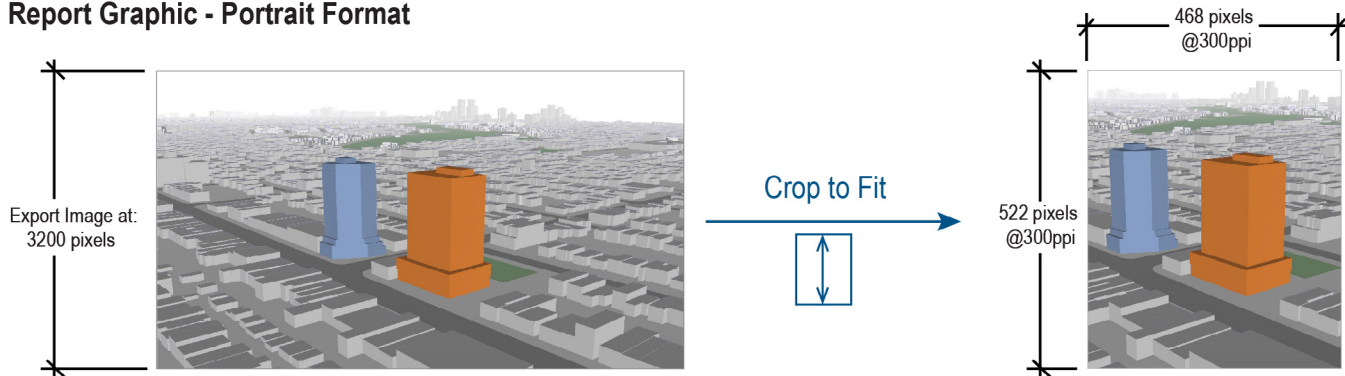 Report Graphic - Portrait Format
468 pixels
@300ppi
Export Image at:
3200 pixels
Crop to Fit
522 pixels
@300ppi